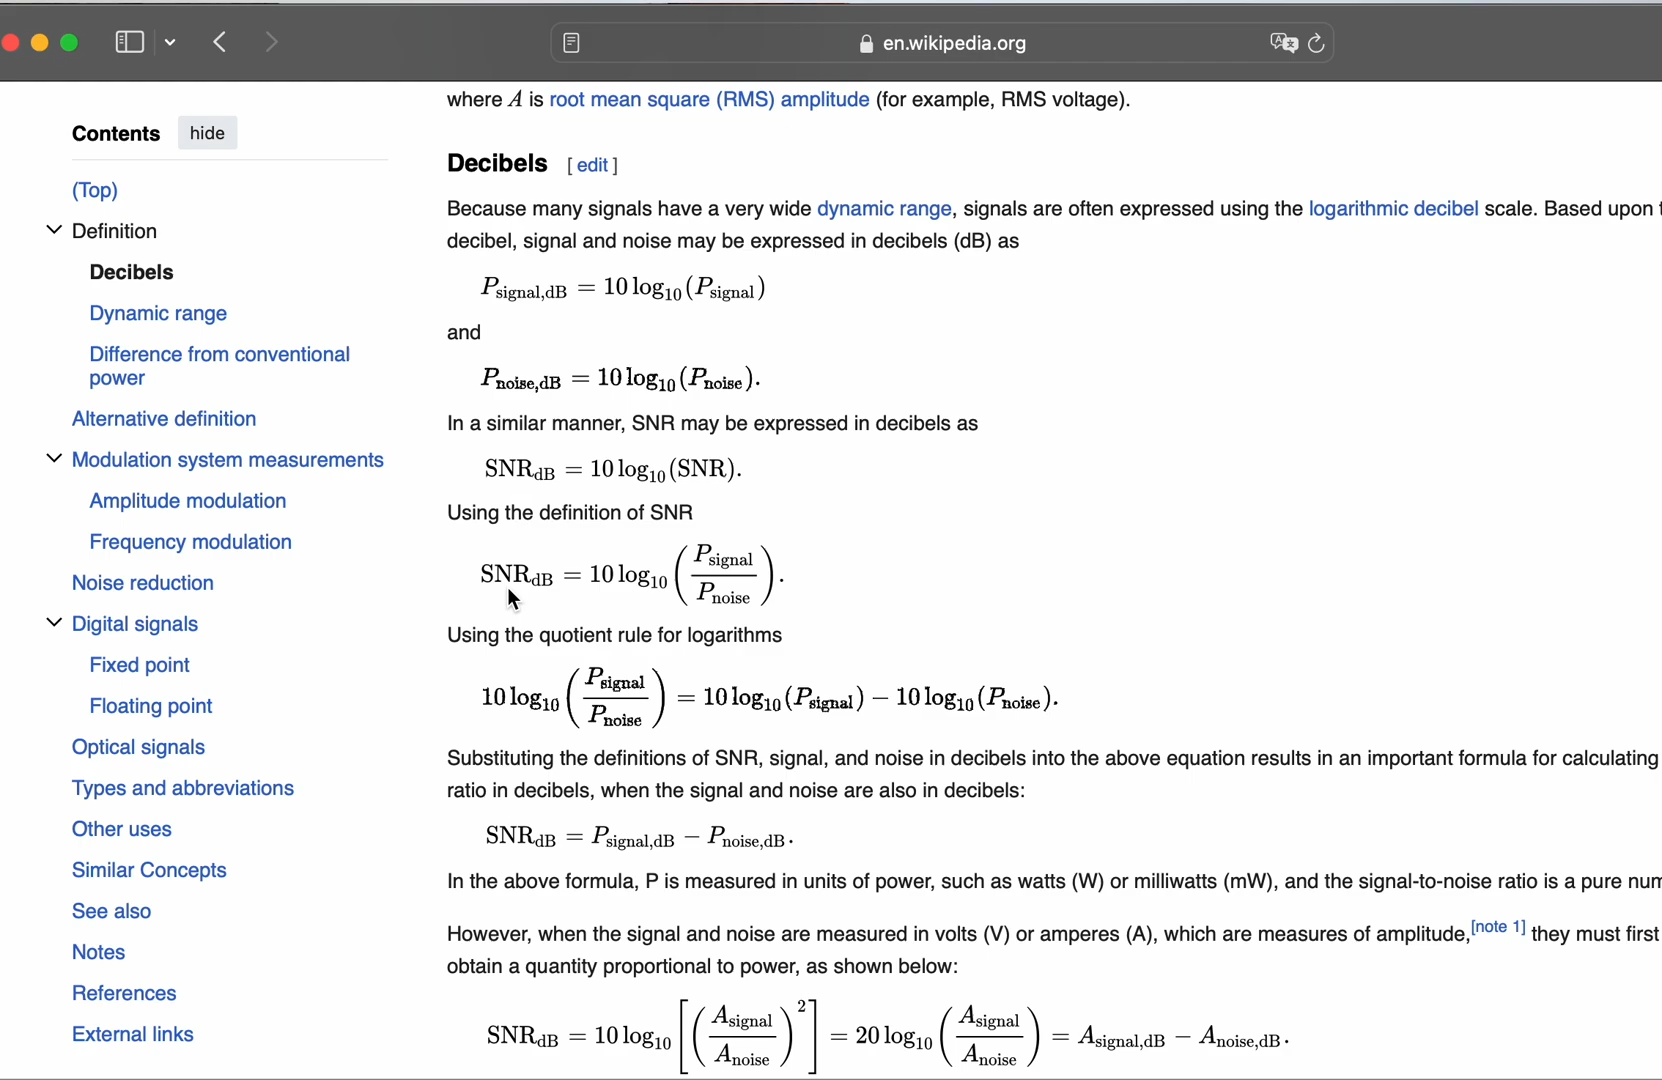 en.wikipedia.org
Contents hide
(Top)
Definition
Decibels
Dynamic range
Difference from conventional
power
Alternative definition
Modulation system measurements
Amplitude modulation
Frequency modulation
Noise reduction
Digital signals
Fixed point
Floating point
Optical signals
Types and abbreviations
Other uses
Similar Concepts
See also
Notes
References
External links
where A is root mean square (RMS) amplitude (for example, RMS voltage).
Decibels [ edit ]
Because many signals have a very wide dynamic range, signals are often expressed using the logarithmic decibel scale. Based upon
decibel, signal and noise may be expressed in decibels (dB) as
P_signal,dB = 10 log_10 (P_signal)
and
P_noise,dB = 10 log_10 (P_noise).
In a similar manner, SNR may be expressed in decibels as
SNR_dB = 10 log_10 (SNR).
Using the definition of SNR
SNR_dB = 10 log_10 (P_signal / P_noise).
Using the quotient rule for logarithms
10 log_10 (P_signal / P_noise) = 10 log_10 (P_signal) − 10 log_10 (P_noise).
Substituting the definitions of SNR, signal, and noise in decibels into the above equation results in an important formula for calculating
ratio in decibels, when the signal and noise are also in decibels:
SNR_dB = P_signal,dB − P_noise,dB.
In the above formula, P is measured in units of power, such as watts (W) or milliwatts (mW), and the signal-to-noise ratio is a pure
However, when the signal and noise are measured in volts (V) or amperes (A), which are measures of amplitude,[note 1] they must first
obtain a quantity proportional to power, as shown below:
SNR_dB = 10 log_10 [(A_signal / A_noise)^2] = 20 log_10 (A_signal / A_noise) = A_signal,dB − A_noise,dB.